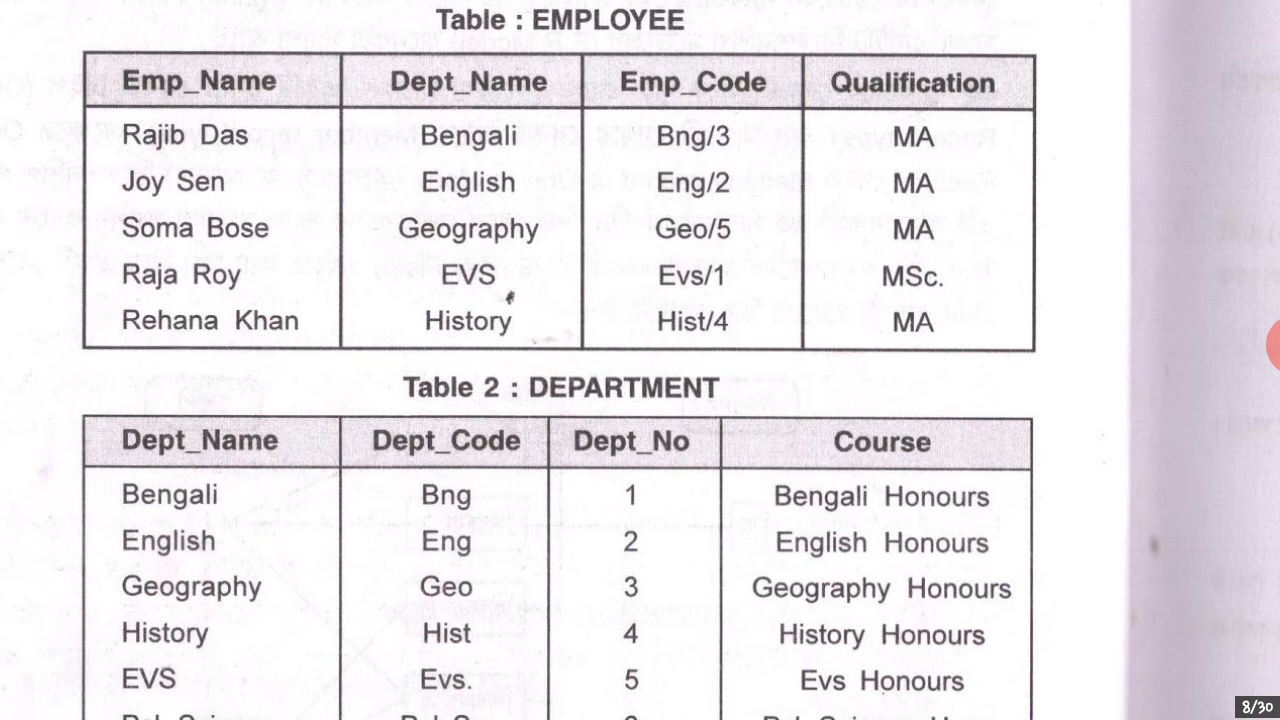 Table : EMPLOYEE
Emp_Name Dept_Name Emp_Code Qualification
Rajib Das Bengali Bng/3 MA
Joy Sen English Eng/2 MA
Soma Bose Geography Geo/5 MA
Raja Roy EVS Evs/1 MSc.
Rehana Khan History Hist/4 MA
Table 2 : DEPARTMENT
Dept_Name Dept_Code Dept_No Course
Bengali Bng 1 Bengali Honours
English Eng 2 English Honours
Geography Geo 3 Geography Honours
History Hist 4 History Honours
EVS Evs. 5 Evs Honours
8/30